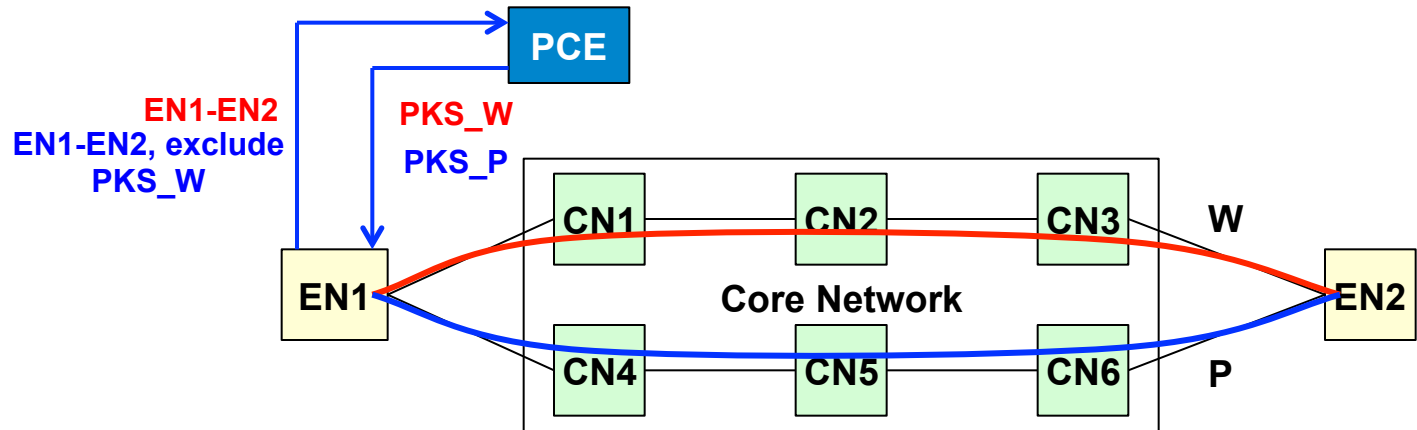 PCE
EN1-EN2
EN1-EN2, exclude
PKS_W
PKS_W
PKS_P
CN1
CN2
CN3
W
EN1
Core Network
EN2
CN4
CN5
CN6
P